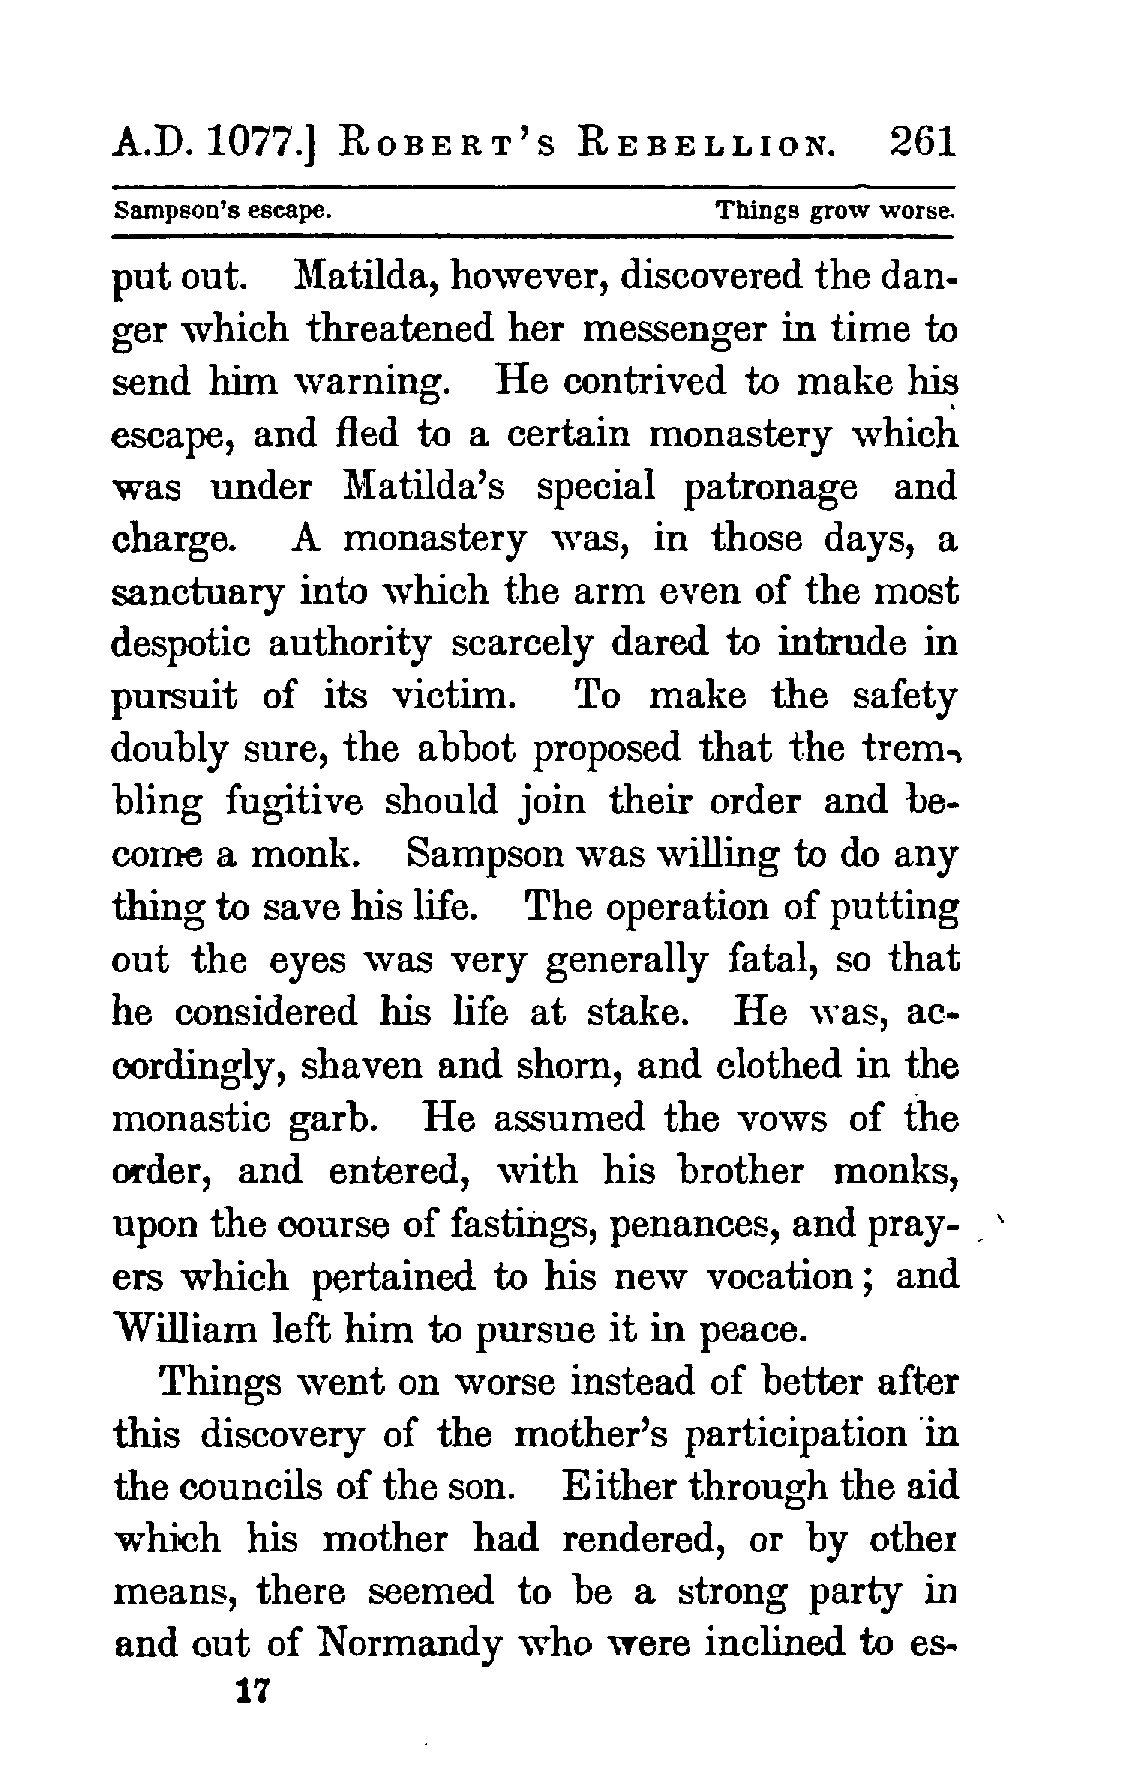 A.D. 1077.] ROBERT'S REBELLION. 261
Sampson's escape. Things grow worse.
put out. Matilda, however, discovered the dan-
ger which threatened her messenger in time to
send him warning. He contrived to make his
escape, and fled to a certain monastery which
was under Matilda's special patronage and
charge. A monastery was, in those days, a
sanctuary into which the arm even of the most
despotic authority scarcely dared to intrude in
pursuit of its victim. To make the safety
doubly sure, the abbot proposed that the trem-
bling fugitive should join their order and be-
come a monk. Sampson was willing to do any
thing to save his life. The operation of putting
out the eyes was very generally fatal, so that
he considered his life at stake. He was, ac-
cordingly, shaven and shorn, and clothed in the
monastic garb. He assumed the vows of the
order, and entered, with his brother monks,
upon the course of fastings, penances, and pray-
ers which pertained to his new vocation; and
William left him to pursue it in peace.
Things went on worse instead of better after
this discovery of the mother's participation in
the councils of the son. Either through the aid
which his mother had rendered, or by other
means, there seemed to be a strong party in
and out of Normandy who were inclined to es-
17